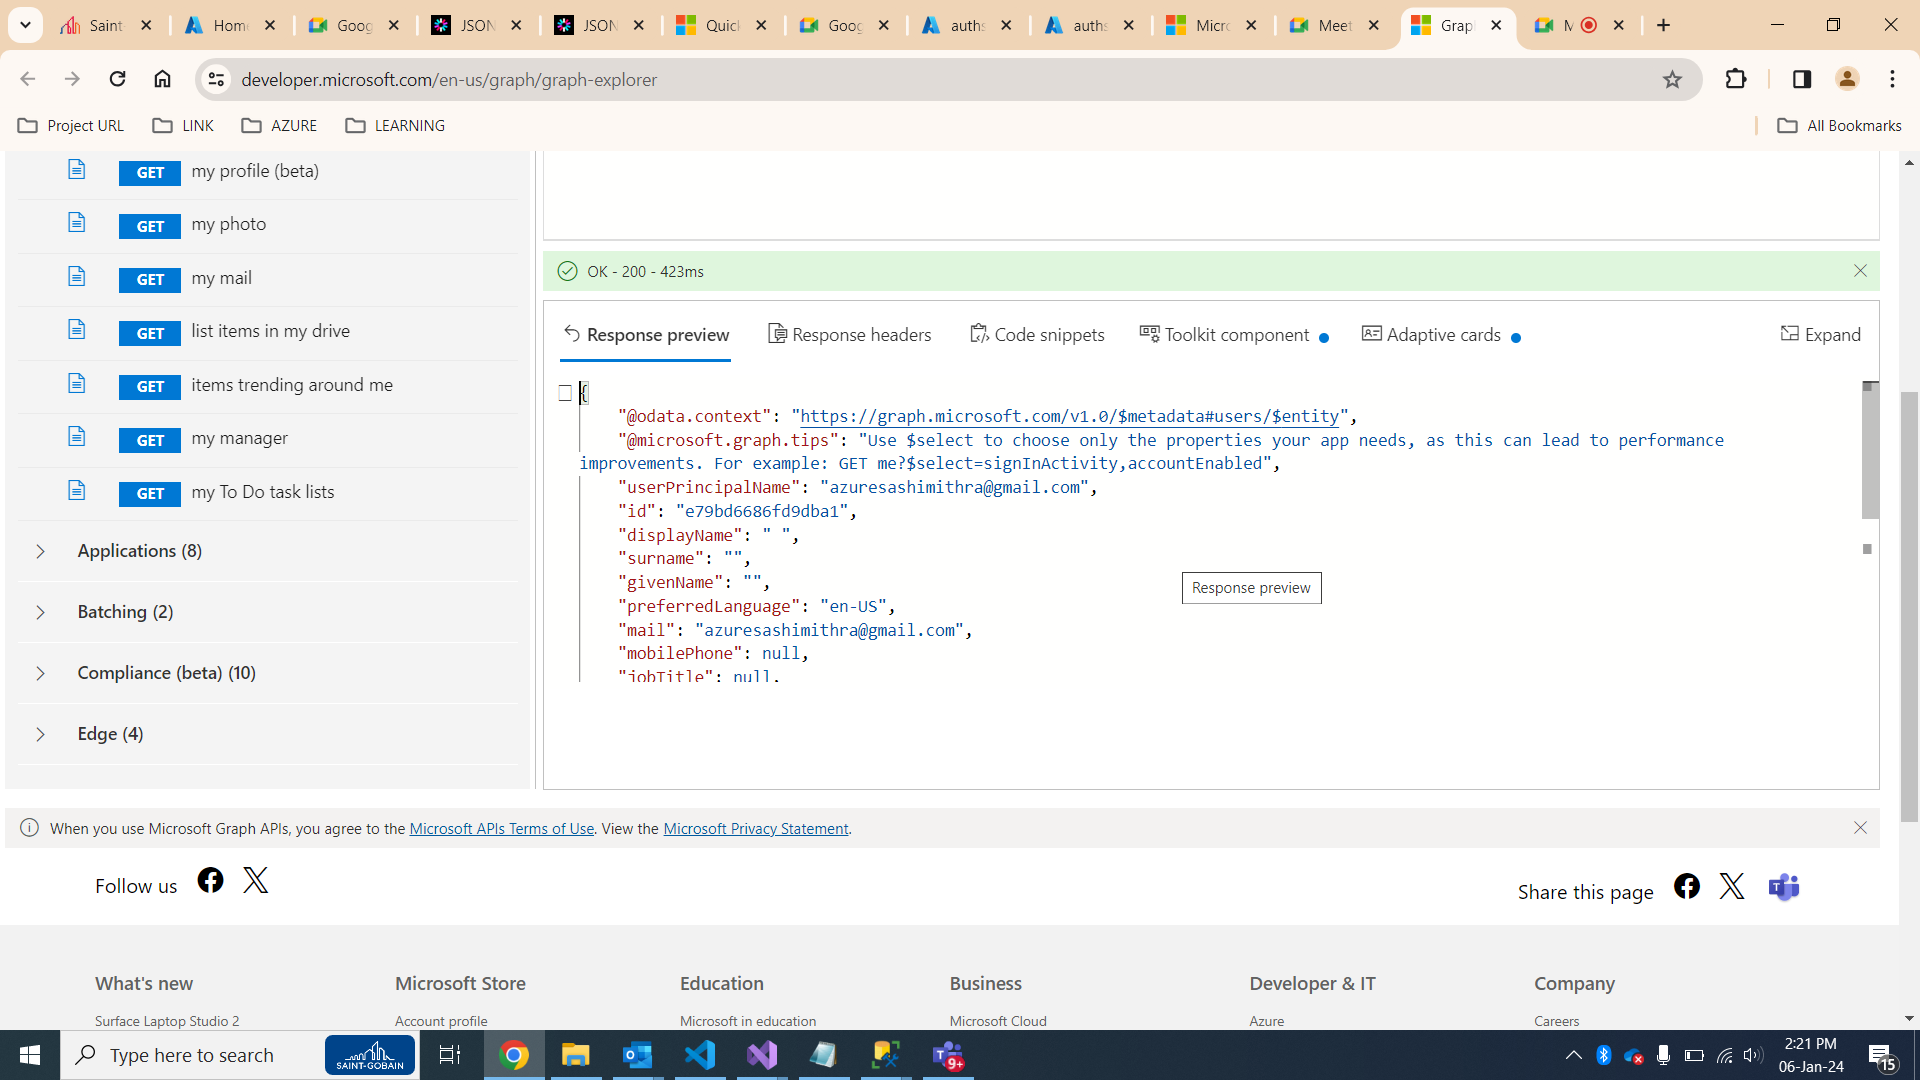 Saint-
Home
Goog
JSON
JSON
Quick
Goog
auths
auths
Micro
Meet
Grap
M
developer.microsoft.com/en-us/graph/graph-explorer
Project URL
LINK
AZURE
LEARNING
All Bookmarks
GET my profile (beta)
GET my photo
GET my mail
GET list items in my drive
GET items trending around me
GET my manager
GET my To Do task lists
Applications (8)
Batching (2)
Compliance (beta) (10)
Edge (4)
OK - 200 - 423ms
Response preview
Response headers
Code snippets
Toolkit component
Adaptive cards
Expand
{
"@odata.context": "https://graph.microsoft.com/v1.0/$metadata#users/$entity",
"@microsoft.graph.tips": "Use $select to choose only the properties your app needs, as this can lead to performance
improvements. For example: GET me?$select=signInActivity,accountEnabled",
"userPrincipalName": "azuresashimithra@gmail.com",
"id": "e79bd6686fd9dba1",
"displayName": " ",
"surname": "",
"givenName": "",
"preferredLanguage": "en-US",
"mail": "azuresashimithra@gmail.com",
"mobilePhone": null,
"jobTitle": null,
Response preview
When you use Microsoft Graph APIs, you agree to the Microsoft APIs Terms of Use. View the Microsoft Privacy Statement.
Follow us
Share this page
What's new
Microsoft Store
Education
Business
Developer & IT
Company
Surface Laptop Studio 2
Account profile
Microsoft in education
Microsoft Cloud
Azure
Careers
Type here to search
SAINT-GOBAIN
9+
2:21 PM
06-Jan-24
15